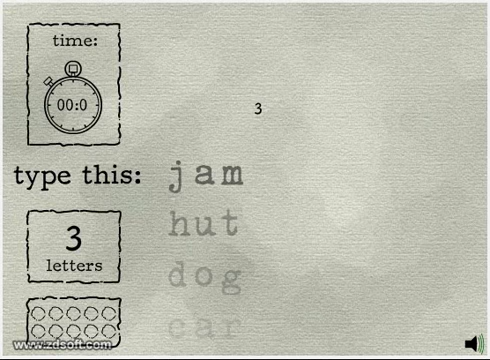 time:
00:0
3
type this: jam
hut
3
letters
dog
car
www.zdsoft.com